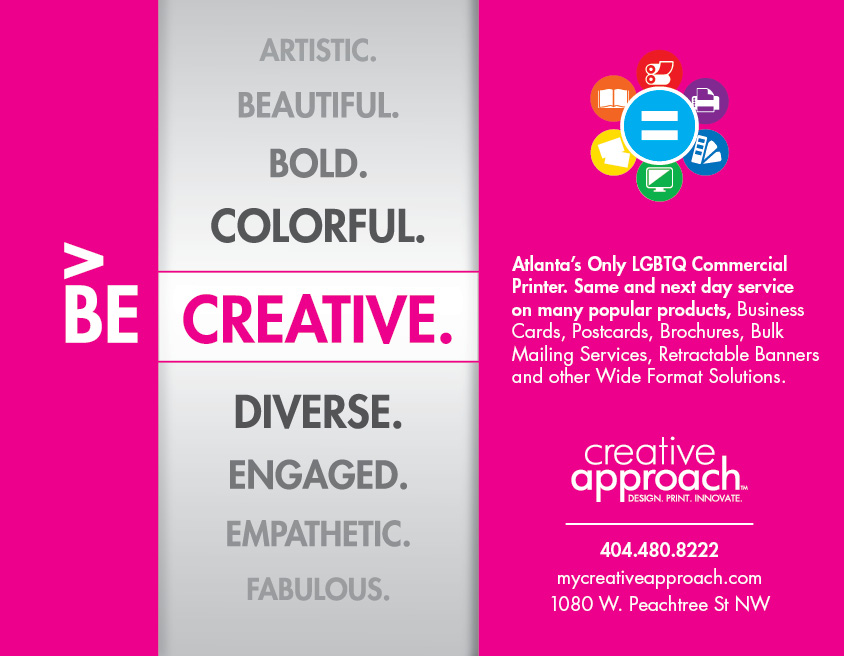 >
BE
ARTISTIC.
BEAUTIFUL.
BOLD.
COLORFUL.
CREATIVE.
DIVERSE.
ENGAGED.
EMPATHETIC.
FABULOUS.
=
Atlanta's Only LGBTQ Commercial
Printer. Same and next day service
on many popular products, Business
Cards, Postcards, Brochures, Bulk
Mailing Services, Retractable Banners
and other Wide Format Solutions.
creative
approach™
DESIGN. PRINT. INNOVATE.
404.480.8222
mycreativeapproach.com
1080 W. Peachtree St NW